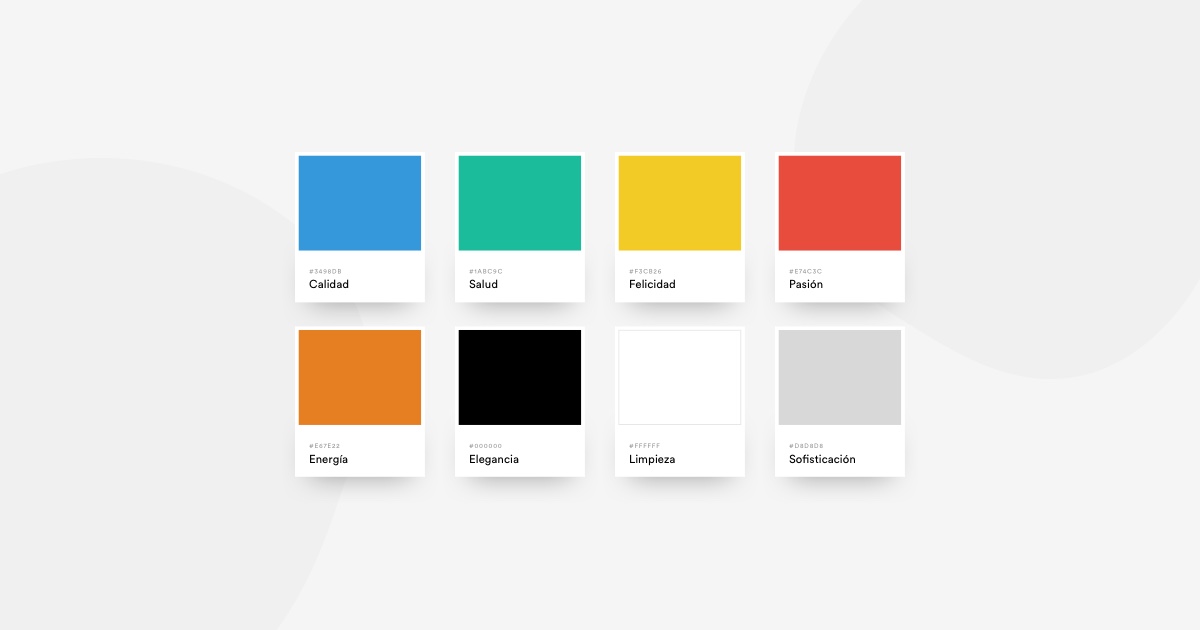 #3498DB
Calidad
#1ABC9C
Salud
#F3CB26
Felicidad
#E74C3C
Pasión
#E67E22
Energía
#000000
Elegancia
#FFFFFF
Limpieza
#D8D8D8
Sofisticación